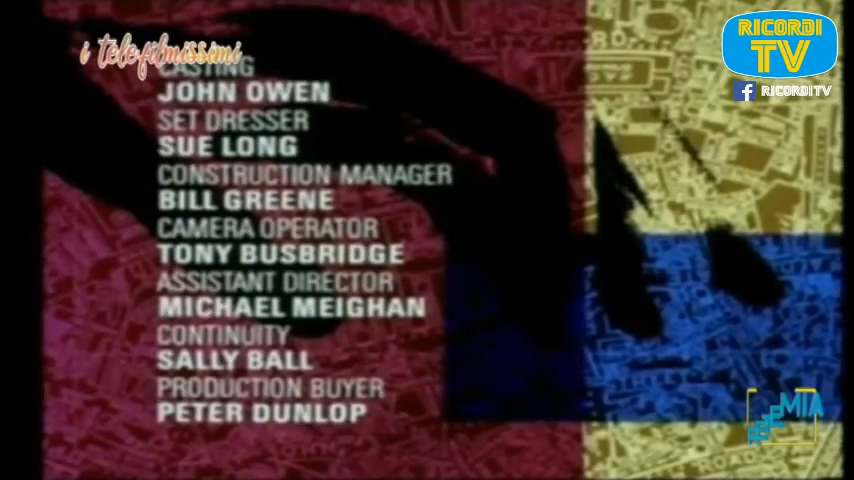 i telefilmissimi
RICORDI
TV
RICORDITV
CASTING
JOHN OWEN
SET DRESSER
SUE LONG
CONSTRUCTION MANAGER
BILL GREENE
CAMERA OPERATOR
TONY BUSBRIDGE
ASSISTANT DIRECTOR
MICHAEL MEIGHAN
CONTINUITY
SALLY BALL
PRODUCTION BUYER
PETER DUNLOP
MIA